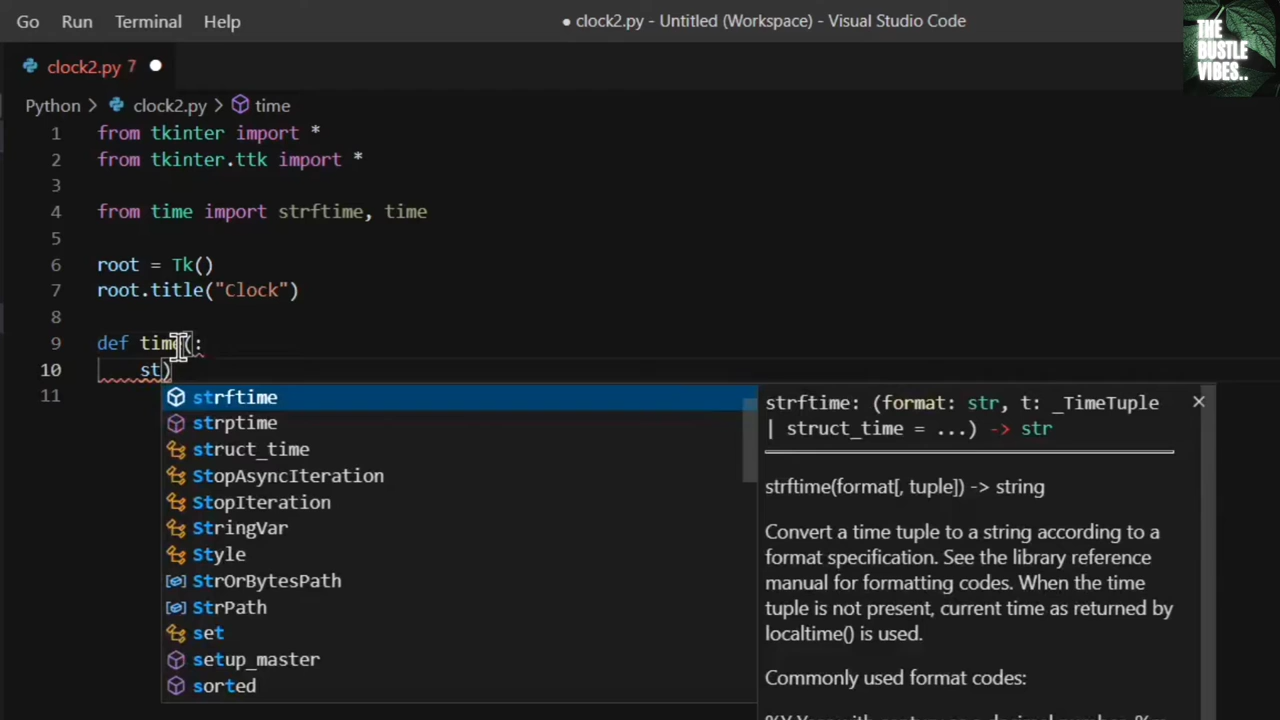 Go Run Terminal Help ● clock2.py - Untitled (Workspace) - Visual Studio Code
THE
BUSTLE
VIBES..
clock2.py 7 ●
Python > clock2.py > time
1 from tkinter import *
2 from tkinter.ttk import *
3
4 from time import strftime, time
5
6 root = Tk()
7 root.title("Clock")
8
9 def time(:
10 st)
11
strftime
strptime
struct_time
StopAsyncIteration
StopIteration
StringVar
Style
StrOrBytesPath
StrPath
set
setup_master
sorted
strftime: (format: str, t: _TimeTuple
| struct_time = ...) -> str
strftime(format[, tuple]) -> string
Convert a time tuple to a string according to a
format specification. See the library reference
manual for formatting codes. When the time
tuple is not present, current time as returned by
localtime() is used.
Commonly used format codes: